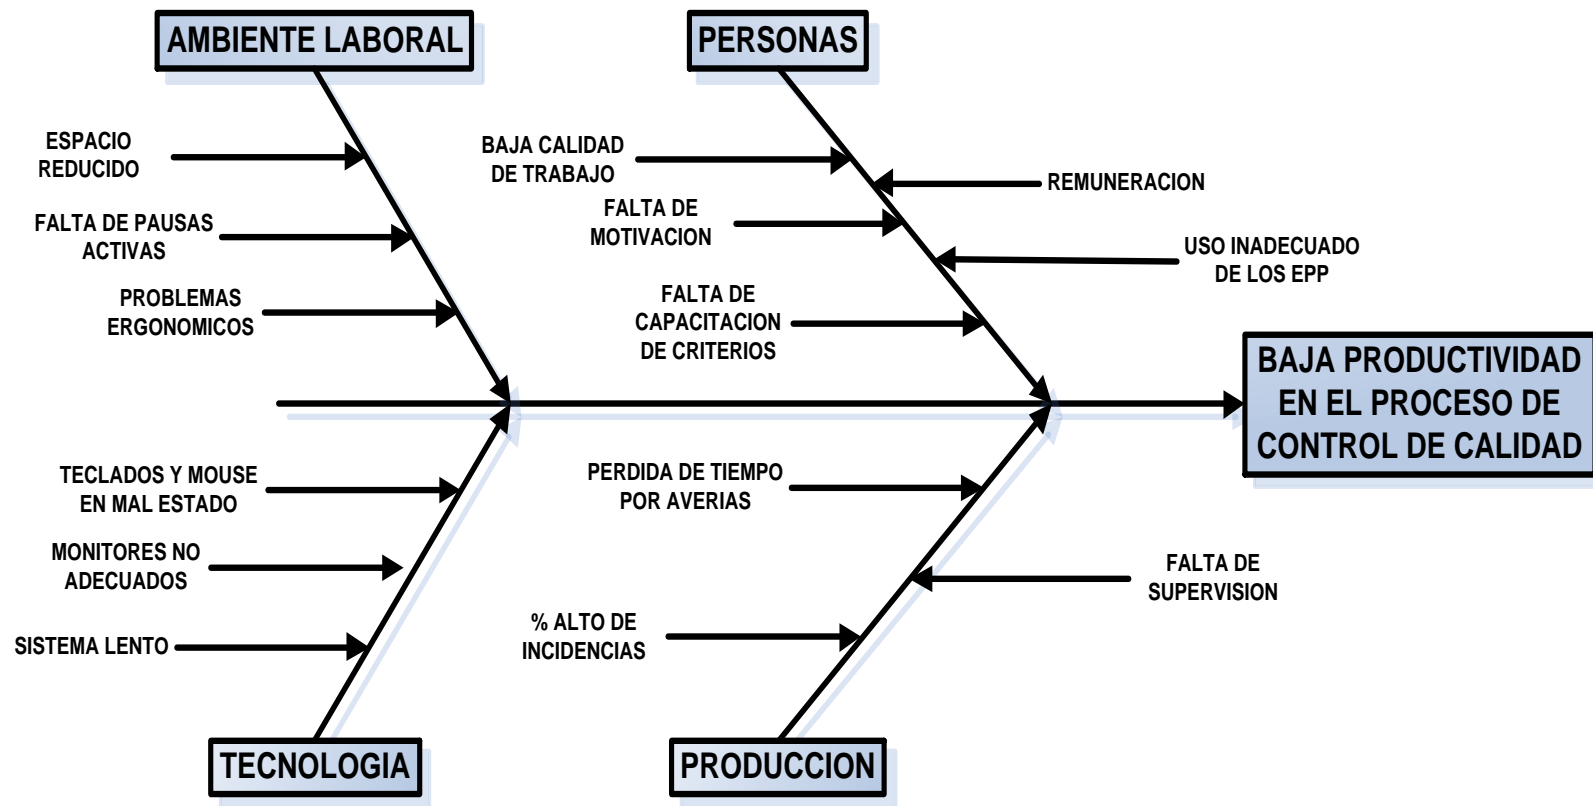 AMBIENTE LABORAL
PERSONAS
ESPACIO
REDUCIDO
FALTA DE PAUSAS
ACTIVAS
PROBLEMAS
ERGONOMICOS
BAJA CALIDAD
DE TRABAJO
REMUNERACION
FALTA DE
MOTIVACION
USO INADECUADO
DE LOS EPP
FALTA DE
CAPACITACION
DE CRITERIOS
BAJA PRODUCTIVIDAD
EN EL PROCESO DE
CONTROL DE CALIDAD
TECLADOS Y MOUSE
EN MAL ESTADO
MONITORES NO
ADECUADOS
SISTEMA LENTO
PERDIDA DE TIEMPO
POR AVERIAS
FALTA DE
SUPERVISION
% ALTO DE
INCIDENCIAS
TECNOLOGIA
PRODUCCION